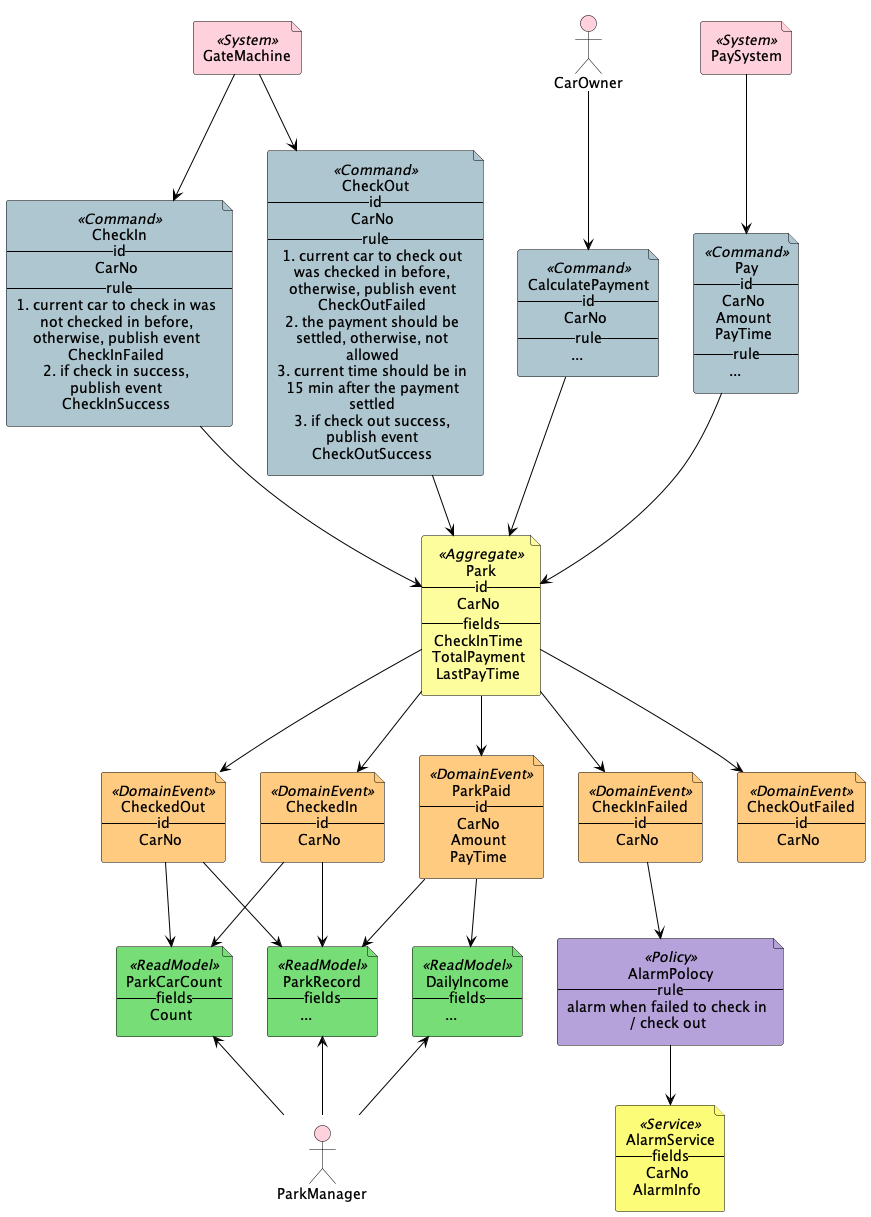 «System»
GateMachine
CarOwner
«System»
PaySystem
«Command»
CheckIn
id
CarNo
rule
1. current car to check in was
not checked in before,
otherwise, publish event
CheckInFailed
2. if check in success,
publish event
CheckInSuccess
«Command»
CheckOut
id
CarNo
rule
1. current car to check out
was checked in before,
otherwise, publish event
CheckOutFailed
2. the payment should be
settled, otherwise, not
allowed
3. current time should be in
15 min after the payment
settled
3. if check out success,
publish event
CheckOutSuccess
«Command»
CalculatePayment
id
CarNo
rule
...
«Command»
Pay
id
CarNo
Amount
PayTime
rule
...
«Aggregate»
Park
id
CarNo
fields
CheckInTime
TotalPayment
LastPayTime
«DomainEvent»
CheckedOut
id
CarNo
«DomainEvent»
CheckedIn
id
CarNo
«DomainEvent»
ParkPaid
id
CarNo
Amount
PayTime
«DomainEvent»
CheckInFailed
id
CarNo
«DomainEvent»
CheckOutFailed
id
CarNo
«ReadModel»
ParkCarCount
fields
Count
«ReadModel»
ParkRecord
fields
...
«ReadModel»
DailyIncome
fields
...
«Policy»
AlarmPolocy
rule
alarm when failed to check in
/ check out
ParkManager
«Service»
AlarmService
fields
CarNo
AlarmInfo